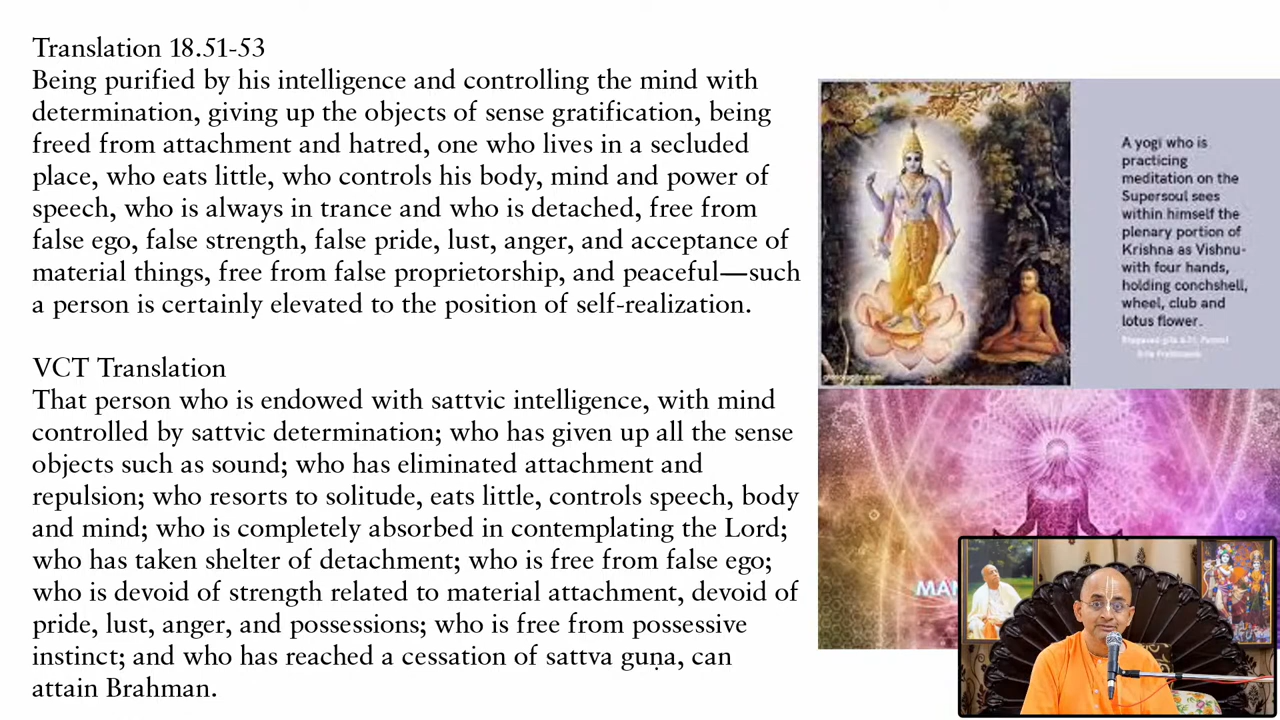 Translation 18.51-53
Being purified by his intelligence and controlling the mind with
determination, giving up the objects of sense gratification, being
freed from attachment and hatred, one who lives in a secluded
place, who eats little, who controls his body, mind and power of
speech, who is always in trance and who is detached, free from
false ego, false strength, false pride, lust, anger, and acceptance of
material things, free from false proprietorship, and peaceful—such
a person is certainly elevated to the position of self-realization.
VCT Translation
That person who is endowed with sattvic intelligence, with mind
controlled by sattvic determination; who has given up all the sense
objects such as sound; who has eliminated attachment and
repulsion; who resorts to solitude, eats little, controls speech, body
and mind; who is completely absorbed in contemplating the Lord;
who has taken shelter of detachment; who is free from false ego;
who is devoid of strength related to material attachment, devoid of
pride, lust, anger, and possessions; who is free from possessive
instinct; and who has reached a cessation of sattva guṇa, can
attain Brahman.
A yogi who is
practicing
meditation on the
Supersoul sees
within himself the
plenary portion of
Krishna as Vishnu-
with four hands,
holding conchshell,
wheel, club and
lotus flower.
MAN